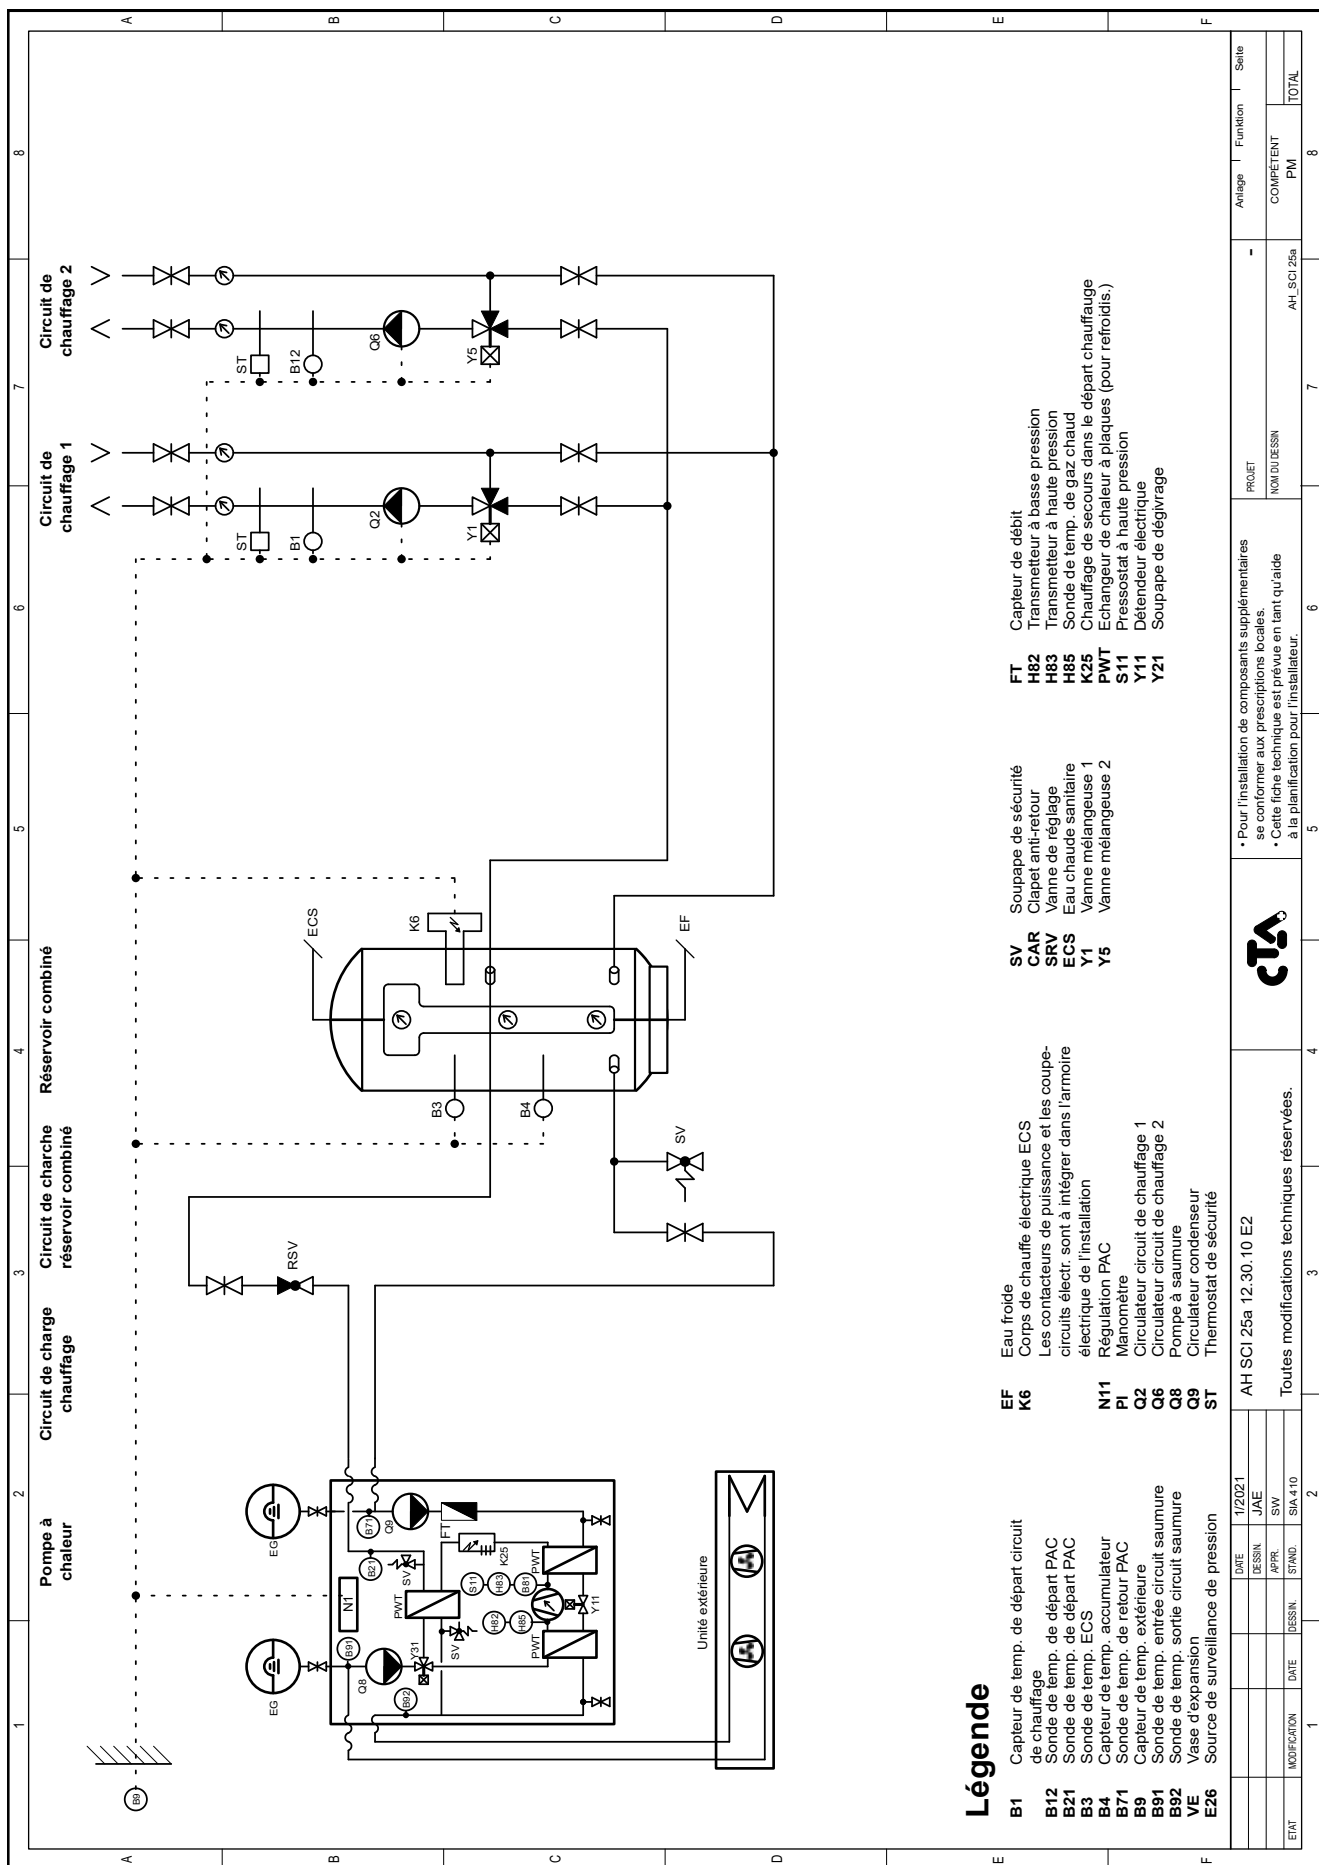 1
2
3
4
5
6
7
8
A
B
C
D
E
F
Pompe à
chaleur
Circuit de charge
chauffage
Circuit de charche
réservoir combiné
Réservoir combiné
Circuit de
chauffage 1
Circuit de
chauffage 2
B9
EG
EG
N1
B91
B21
B71
Q8
Q9
B92
Y31
SV
PWT
SV
FT
S11
H83
B81
K25
H82
H85
PWT
PWT
Y11
Unité extérieure
RSV
SV
B3
B4
ECS
K6
EF
ST
B1
Q2
Y1
ST
B12
Q6
Y5
Légende
B1 Capteur de temp. de départ circuit
de chauffage
B12 Sonde de temp. de départ PAC
B21 Sonde de temp. de départ PAC
B3 Sonde de temp. ECS
B4 Capteur de temp. accumulateur
B71 Sonde de temp. de retour PAC
B9 Capteur de temp. extérieure
B91 Sonde de temp. entrée circuit saumure
B92 Sonde de temp. sortie circuit saumure
VE Vase d'expansion
E26 Source de surveillance de pression
EF Eau froide
K6 Corps de chauffe électrique ECS
Les contacteurs de puissance et les coupe-
circuits électr. sont à intégrer dans l'armoire
électrique de l'installation
N11 Régulation PAC
PI Manomètre
Q2 Circulateur circuit de chauffage 1
Q6 Circulateur circuit de chauffage 2
Q8 Pompe à saumure
Q9 Circulateur condenseur
ST Thermostat de sécurité
SV Soupape de sécurité
CAR Clapet anti-retour
SRV Vanne de réglage
ECS Eau chaude sanitaire
Y1 Vanne mélangeuse 1
Y5 Vanne mélangeuse 2
FT Capteur de débit
H82 Transmetteur à basse pression
H83 Transmetteur à haute pression
H85 Sonde de temp. de gaz chaud
K25 Chauffage de secours dans le départ chauffage
PWT Echangeur de chaleur à plaques (pour refroidis.)
S11 Pressostat à haute pression
Y11 Détendeur électrique
Y21 Soupape de dégivrage
ETAT MODIFICATION DATE DESSIN.
DATE 1/2021
DESSIN. JAE
APPR. SW
STAND. SIA 410
AH SCI 25a 12.30.10 E2
Toutes modifications techniques réservées.
CTA
• Pour l'installation de composants supplémentaires
se conformer aux prescriptions locales.
• Cette fiche technique est prévue en tant qu'aide
à la planification pour l'installateur.
PROJET -
NOM DU DESSIN AH_SCI 25a
Anlage Funktion Seite
COMPÉTENT
PM
TOTAL
1
2
3
4
5
6
7
8
A
B
C
D
E
F